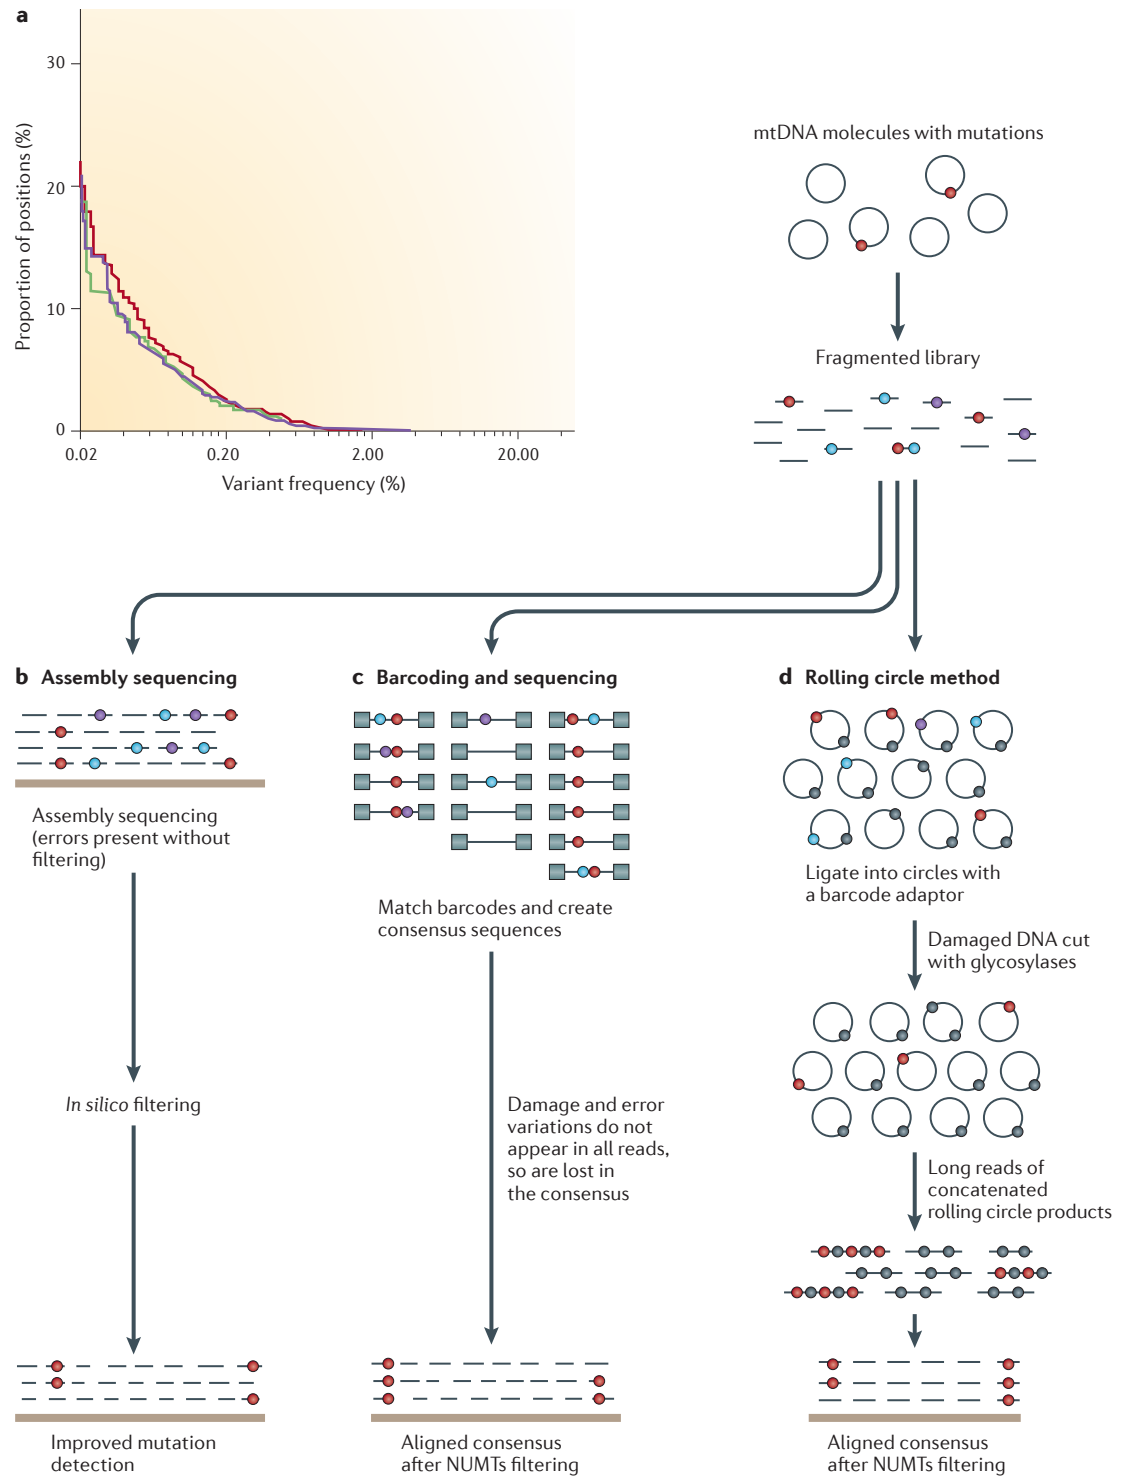 a
30
20
10
0
Proportion of positions (%)
0.02
0.20
2.00
20.00
Variant frequency (%)
mtDNA molecules with mutations
Fragmented library
b Assembly sequencing
Assembly sequencing
(errors present without
filtering)
In silico filtering
Improved mutation
detection
c Barcoding and sequencing
Match barcodes and create
consensus sequences
Damage and error
variations do not
appear in all reads,
so are lost in
the consensus
Aligned consensus
after NUMTs filtering
d Rolling circle method
Ligate into circles with
a barcode adaptor
Damaged DNA cut
with glycosylases
Long reads of
concatenated
rolling circle products
Aligned consensus
after NUMTs filtering